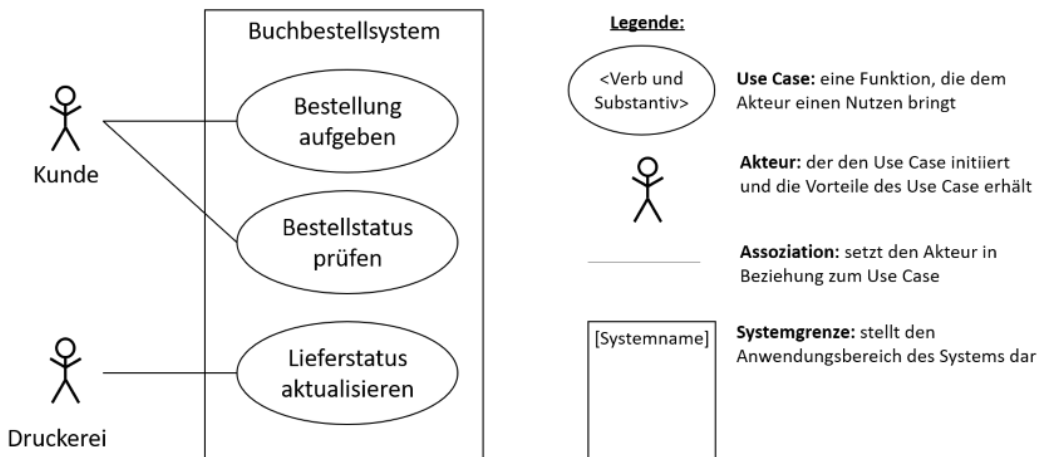 Buchbestellsystem
Bestellung
aufgeben
Kunde
Bestellstatus
prüfen
Lieferstatus
aktualisieren
Druckerei
Legende:
<Verb und
Substantiv>
Use Case: eine Funktion, die dem
Akteur einen Nutzen bringt
Akteur: der den Use Case initiiert
und die Vorteile des Use Case erhält
Assoziation: setzt den Akteur in
Beziehung zum Use Case
[Systemname]
Systemgrenze: stellt den
Anwendungsbereich des Systems dar